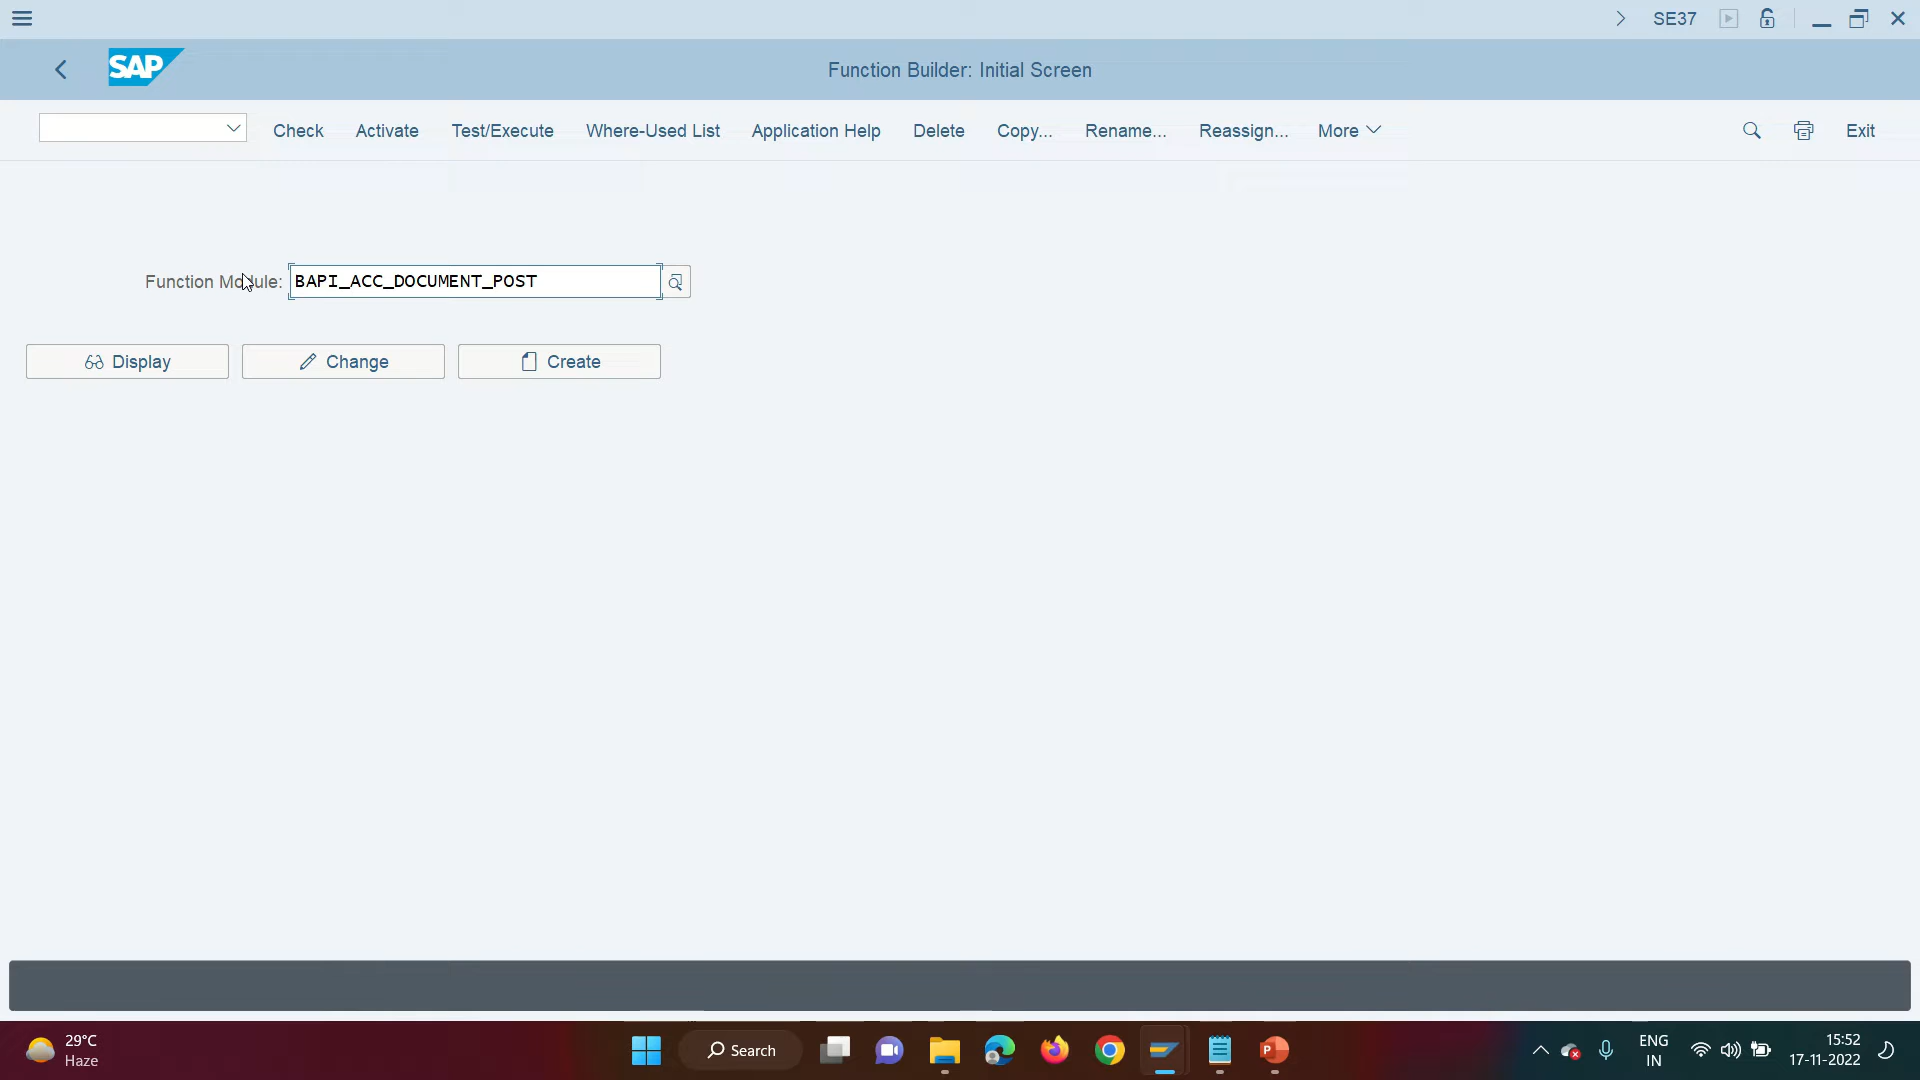 SE37
SAP
Function Builder: Initial Screen
Check Activate Test/Execute Where-Used List Application Help Delete Copy... Rename... Reassign... More Exit
Function Module: BAPI_ACC_DOCUMENT_POST
Display Change Create
29°C
Haze
Search
ENG
IN
15:52
17-11-2022